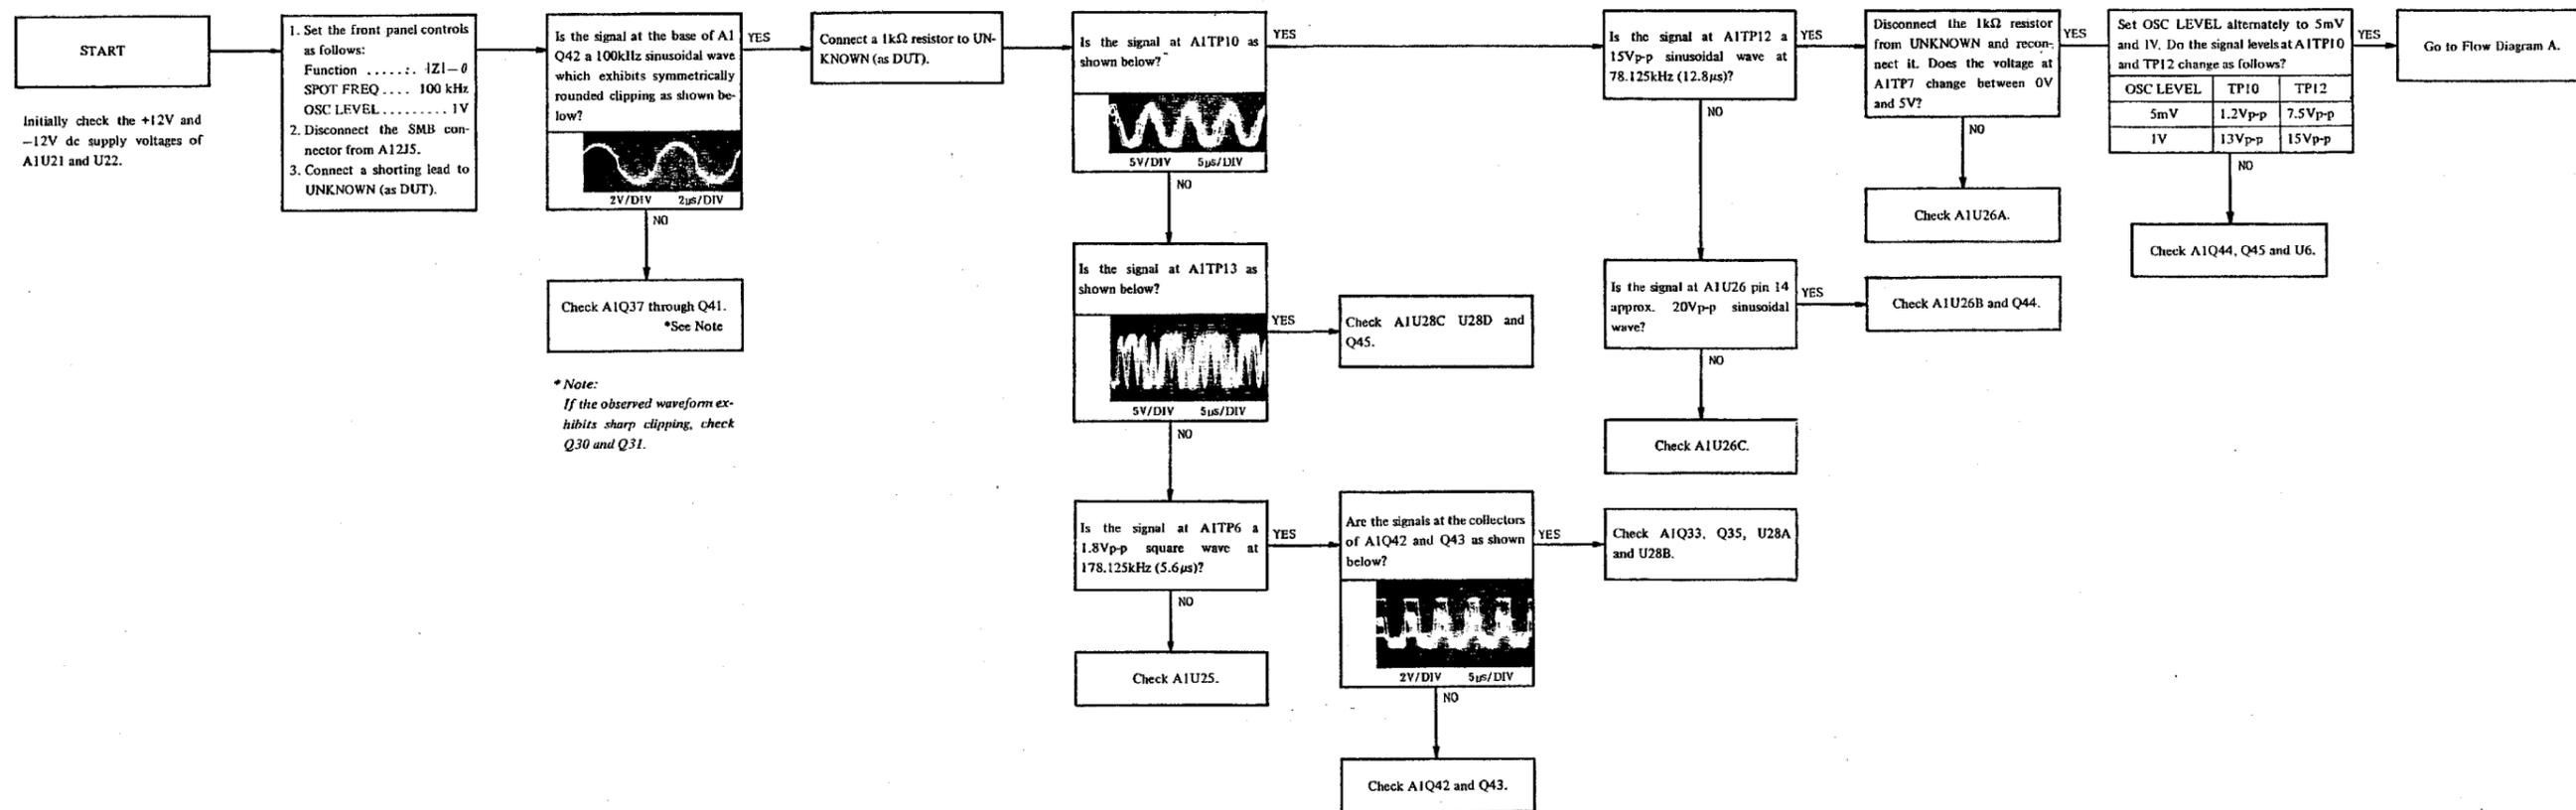 START
Initially check the +12V and
−12V dc supply voltages of
A1U21 and U22.
1. Set the front panel controls
as follows:
Function .....:. |Z|−θ
SPOT FREQ.... 100 kHz
OSC LEVEL......... 1V
2. Disconnect the SMB con-
nector from A12J5.
3. Connect a shorting lead to
UNKNOWN (as DUT).
Is the signal at the base of A1
Q42 a 100kHz sinusoidal wave
which exhibits symmetrically
rounded clipping as shown be-
low?
2V/DIV 2µs/DIV
YES
NO
Check A1Q37 through Q41.
*See Note
* Note:
If the observed waveform ex-
hibits sharp clipping, check
Q30 and Q31.
Connect a 1kΩ resistor to UN-
KNOWN (as DUT).
Is the signal at A1TP10 as
shown below?
5V/DIV 5µs/DIV
YES
NO
Is the signal at A1TP13 as
shown below?
5V/DIV 5µs/DIV
YES
Check A1U28C U28D and
Q45.
NO
Is the signal at A1TP6 a
1.8Vp-p square wave at
178.125kHz (5.6µs)?
YES
NO
Check A1U25.
Are the signals at the collectors
of A1Q42 and Q43 as shown
below?
2V/DIV 5µs/DIV
YES
Check A1Q33, Q35, U28A
and U28B.
NO
Check A1Q42 and Q43.
Is the signal at A1TP12 a
15Vp-p sinusoidal wave at
78.125kHz (12.8µs)?
YES
NO
Is the signal at A1U26 pin 14
approx. 20Vp-p sinusoidal
wave?
YES
Check A1U26B and Q44.
NO
Check A1U26C.
Disconnect the 1kΩ resistor
from UNKNOWN and recon-
nect it. Does the voltage at
A1TP7 change between 0V
and 5V?
YES
NO
Check A1U26A.
Set OSC LEVEL alternately to 5mV
and 1V. Do the signal levels at A1TP10
and TP12 change as follows?
OSC LEVEL TP10 TP12
5mV 1.2Vp-p 7.5Vp-p
1V 13Vp-p 15Vp-p
YES
NO
Check A1Q44, Q45 and U6.
Go to Flow Diagram A.